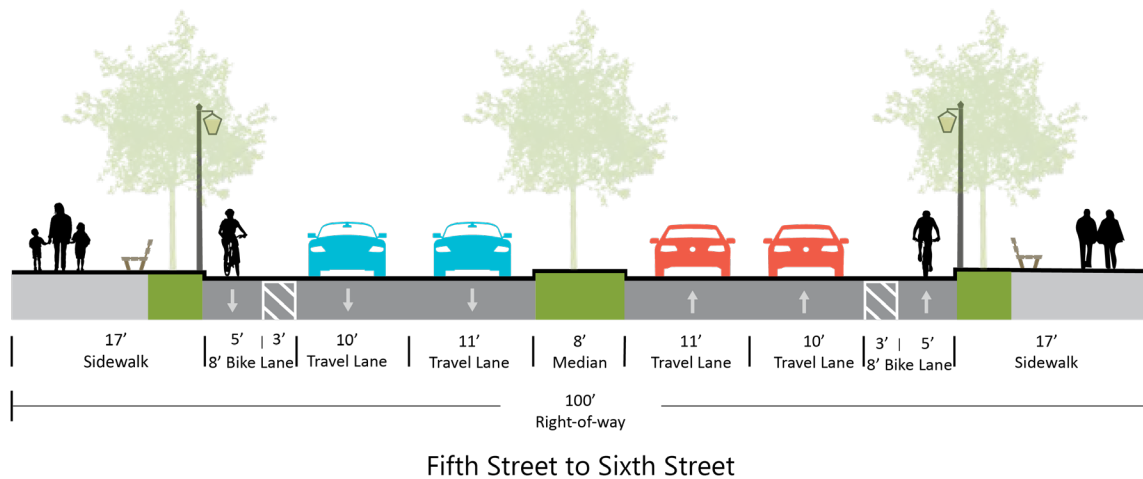 17’ 5’ 3’ 10’ 11’ 8’ 11’ 10’ 3’ 5’ 17’
Sidewalk 8’ Bike Lane Travel Lane Travel Lane Median Travel Lane Travel Lane 8’ Bike Lane Sidewalk
100’
Right-of-way
Fifth Street to Sixth Street